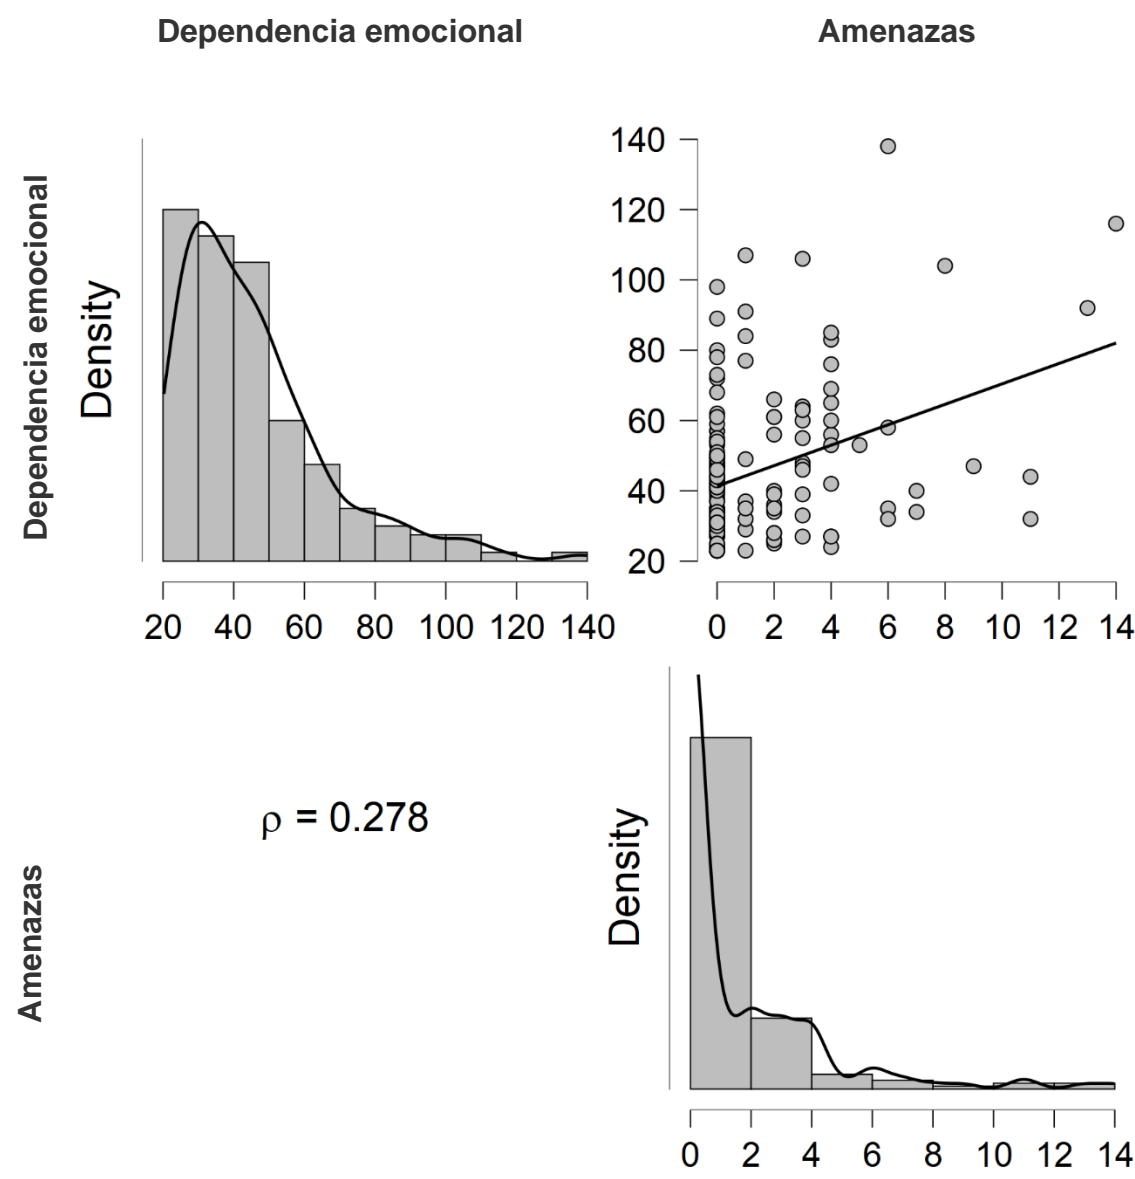 Dependencia emocional
Amenazas
Dependencia emocional
Density
20 40 60 80 100 120 140
140
120
100
80
60
40
20
0 2 4 6 8 10 12 14
Amenazas
ρ = 0.278
Density
0 2 4 6 8 10 12 14